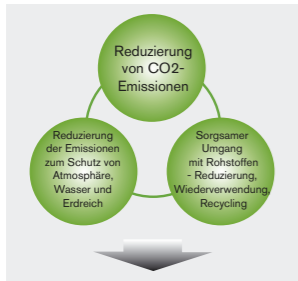 Reduzierung
von CO2-
Emissionen
Reduzierung
der Emissionen
zum Schutz von
Atmosphäre,
Wasser und
Erdreich
Sorgsamer
Umgang
mit Rohstoffen
- Reduzierung,
Wiederverwendung,
Recycling